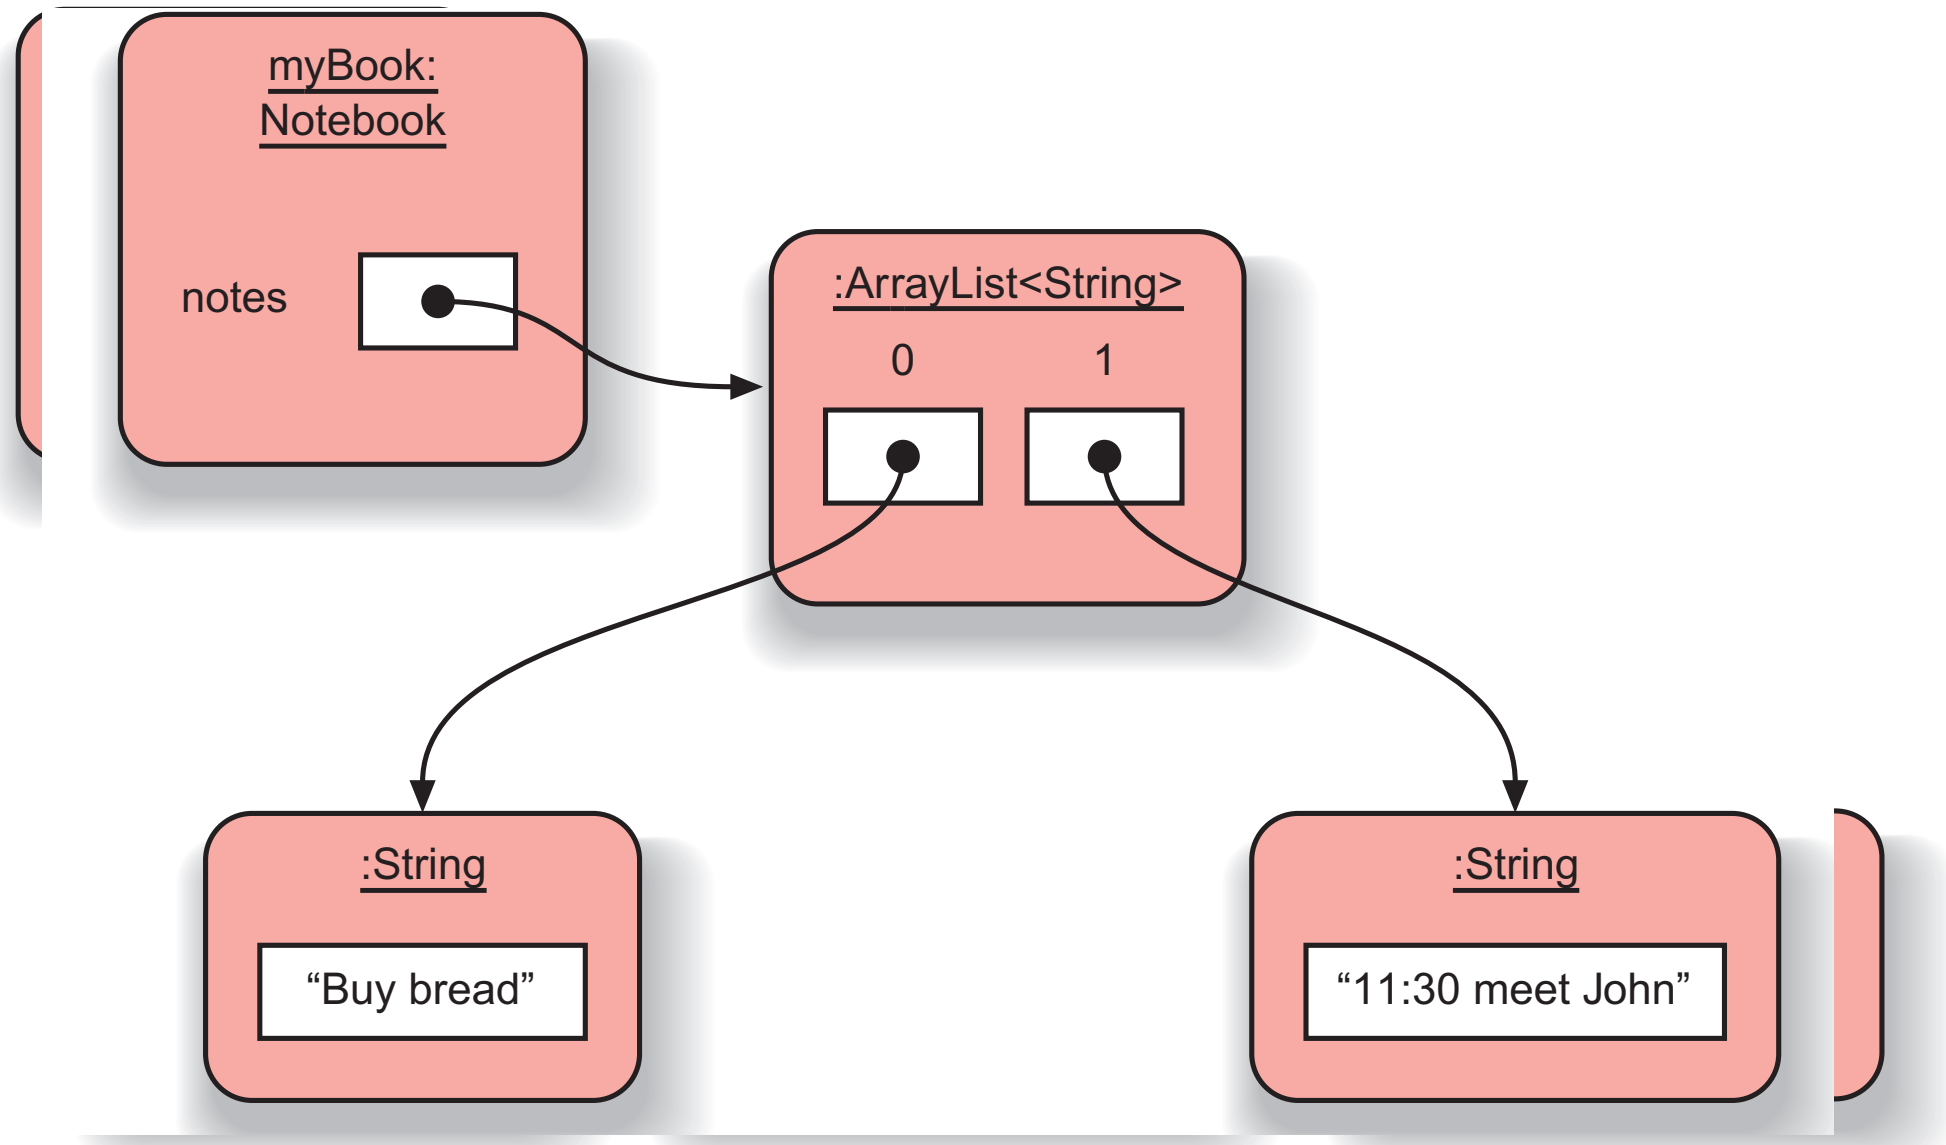 myBook:
Notebook
notes
:ArrayList<String>
0 1
:String
“Buy bread”
:String
“11:30 meet John”